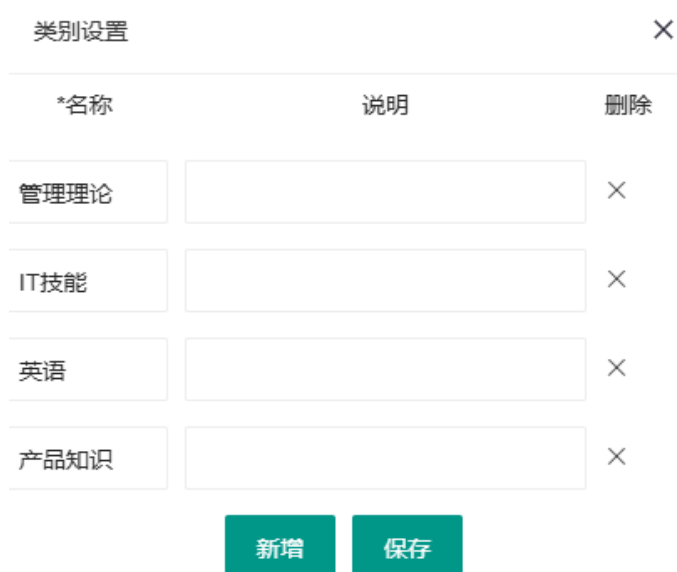 类别设置
*名称 说明 删除
管理理论
IT技能
英语
产品知识
新增 保存